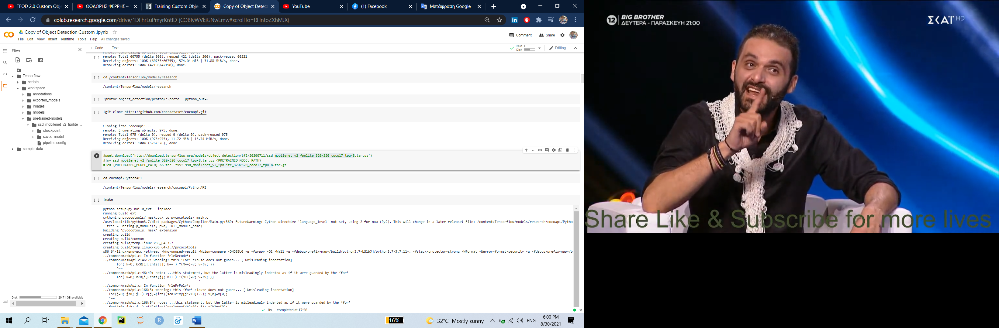 TFOD 2.0 Custom Obj
ΘΟΔΩΡΗΣ ΦΕΡΡΗΣ –
Training Custom Obje
Copy of Object Detect
YouTube
(1) Facebook
Μετάφραση Google
colab.research.google.com/drive/1DFhrLuPmyrKntID-jCOBIyWVkiGNwEmw#scrollTo=RHntoZXhMJXj
Copy of Object Detection Custom .ipynb
File Edit View Insert Runtime Tools Help All changes saved
Comment Share
Files
+ Code + Text
RAM
Disk
Editing
..
Tensorflow
scripts
workspace
annotations
exported_models
images
models
pre-trained-models
ssd_mobilenet_v2_fpnlite_...
checkpoint
saved_model
pipeline.config
sample_data
Disk 29.71 GB available
remote: Compressing objects: 100% (311/311), done.
remote: Total 60755 (delta 306), reused 421 (delta 206), pack-reused 60221
Receiving objects: 100% (60755/60755), 574.04 MiB | 31.88 MiB/s, done.
Resolving deltas: 100% (42198/42198), done.
[ ] cd /content/Tensorflow/models/research
/content/Tensorflow/models/research
[ ] !protoc object_detection/protos/*.proto --python_out=.
[ ] !git clone https://github.com/cocodataset/cocoapi.git
Cloning into 'cocoapi'...
remote: Enumerating objects: 975, done.
remote: Total 975 (delta 0), reused 0 (delta 0), pack-reused 975
Receiving objects: 100% (975/975), 11.72 MiB | 13.74 MiB/s, done.
Resolving deltas: 100% (576/576), done.
#wget.download('http://download.tensorflow.org/models/object_detection/tf2/20200711/ssd_mobilenet_v2_fpnlite_320x320_coco17_tpu-8.tar.gz')
#!mv ssd_mobilenet_v2_fpnlite_320x320_coco17_tpu-8.tar.gz {PRETRAINED_MODEL_PATH}
#!cd {PRETRAINED_MODEL_PATH} && tar -zxvf ssd_mobilenet_v2_fpnlite_320x320_coco17_tpu-8.tar.gz
[ ] cd cocoapi/PythonAPI
/content/Tensorflow/models/research/cocoapi/PythonAPI
[ ] !make
python setup.py build_ext --inplace
running build_ext
cythoning pycocotools/_mask.pyx to pycocotools/_mask.c
/usr/local/lib/python3.7/dist-packages/Cython/Compiler/Main.py:369: FutureWarning: Cython directive 'language_level' not set, using 2 for now (Py2). This will change in a later release! File: /content/Tensorflow/models/research/cocoapi/Pytho
tree = Parsing.p_module(s, pxd, full_module_name)
building 'pycocotools._mask' extension
creating build
creating build/common
creating build/temp.linux-x86_64-3.7
creating build/temp.linux-x86_64-3.7/pycocotools
x86_64-linux-gnu-gcc -pthread -Wno-unused-result -Wsign-compare -DNDEBUG -g -fwrapv -O2 -Wall -g -fdebug-prefix-map=/build/python3.7-LSlbJj/python3.7-3.7.11=. -fstack-protector-strong -Wformat -Werror=format-security -g -fdebug-prefix-map=/b
../common/maskApi.c: In function ‘rleDecode’:
../common/maskApi.c:46:7: warning: this ‘for’ clause does not guard... [-Wmisleading-indentation]
for( k=0; k<R[i].cnts[j]; k++ ) *(M++)=v; v=!v; }}
^~~
../common/maskApi.c:46:49: note: ...this statement, but the latter is misleadingly indented as if it were guarded by the ‘for’
for( k=0; k<R[i].cnts[j]; k++ ) *(M++)=v; v=!v; }}
^
../common/maskApi.c: In function ‘rleFrPoly’:
../common/maskApi.c:166:3: warning: this ‘for’ clause does not guard... [-Wmisleading-indentation]
for(j=0; j<k; j++) x[j]=(int)(scale*xy[j*2+0]+.5); x[k]=x[0];
^~~
../common/maskApi.c:166:54: note: ...this statement, but the latter is misleadingly indented as if it were guarded by the ‘for’
for(j=0; j<k; j++) x[j]=(int)(scale*xy[j*2+0]+.5); x[k]=x[0];
0s completed at 17:28
16%
32°C Mostly sunny
ENG
6:00 PM
8/30/2021
12 BIG BROTHER
ΔΕΥΤΕΡΑ - ΠΑΡΑΣΚΕΥΗ 21:00
ΣΚΑΪ HD
Share Like & Subscribe for more lives